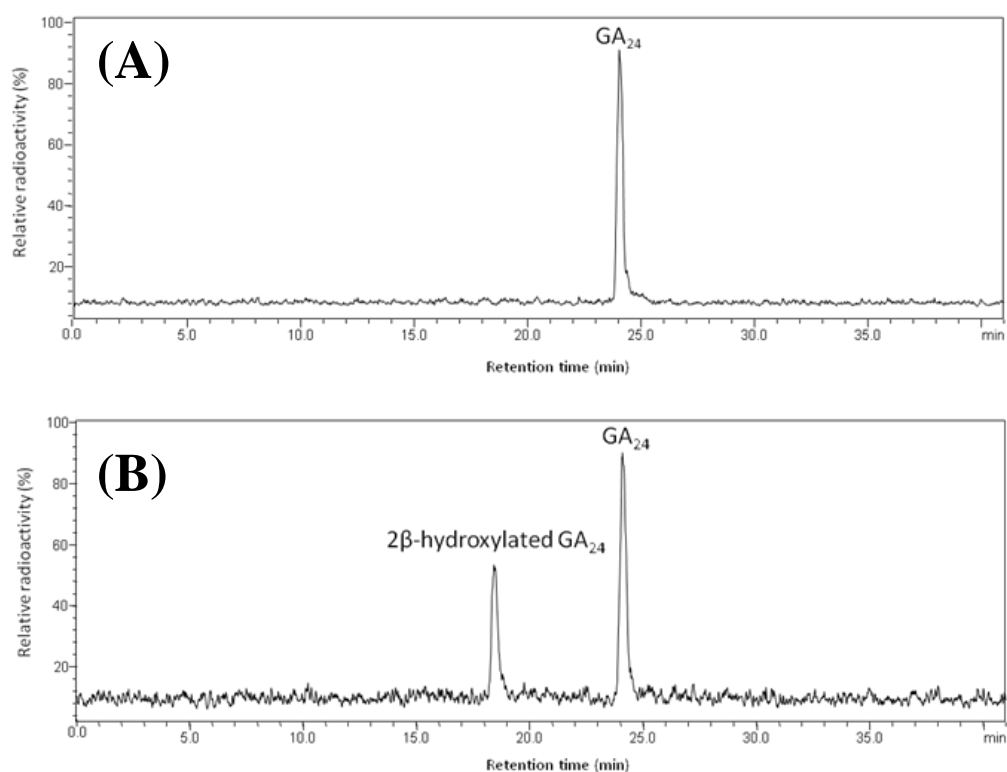 100
GA₂₄
(A)
80
60
40
20
Relative radioactivity (%)
0.0 5.0 10.0 15.0 20.0 25.0 30.0 35.0 min
Retention time (min)
100
GA₂₄
(B)
80
2β-hydroxylated GA₂₄
60
40
20
Relative radioactivity (%)
0.0 5.0 10.0 15.0 20.0 25.0 30.0 35.0 min
Retention time (min)